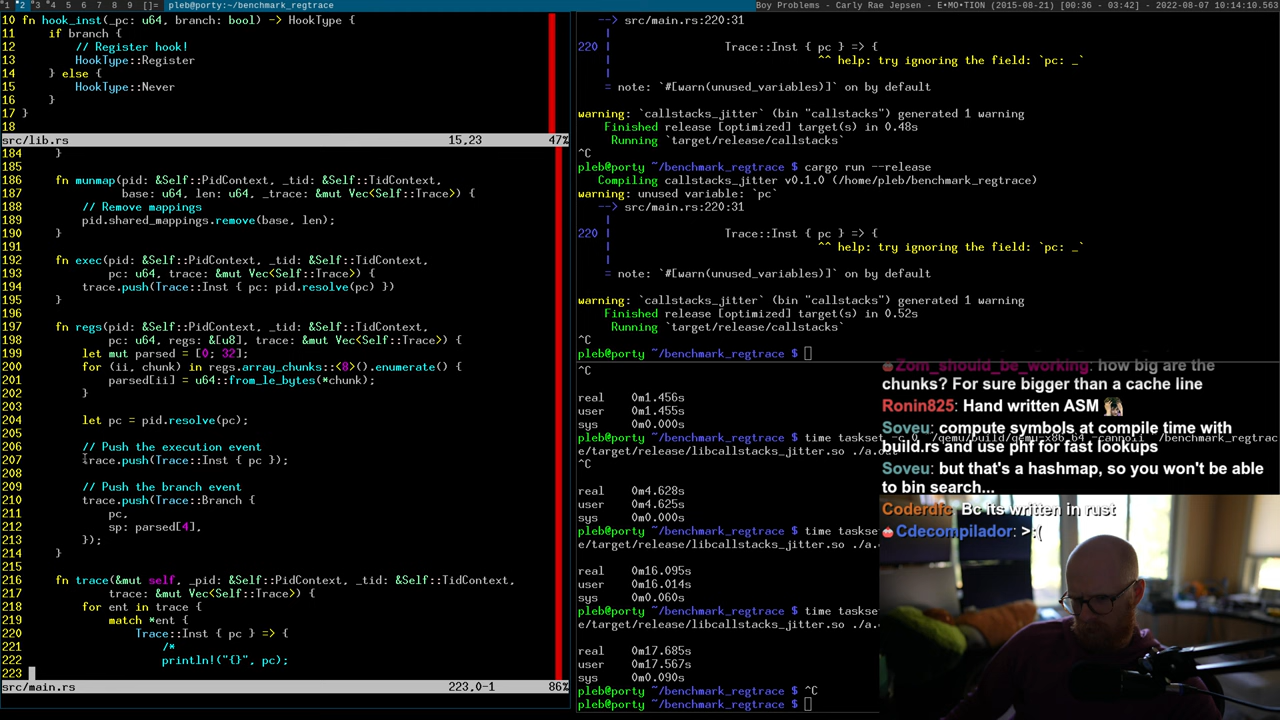 1 2 3 4 5 6 7 8 9 []= pleb@porty:~/benchmark_regtrace
Boy Problems - Carly Rae Jepsen - E•MO•TION (2015-08-21) [00:36 - 03:42] - 2022-08-07 14:14:10.563
10 fn hook_inst(_pc: u64, branch: bool) -> HookType {
11     if branch {
12         // Register hook!
13         HookType::Register
14     } else {
15         HookType::Never
16     }
17 }
18
src/lib.rs 15,23 47%
184     }
185
186     fn munmap(pid: &Self::PidContext, _tid: &Self::TidContext,
187               base: u64, len: u64, _trace: &mut Vec<Self::Trace>) {
188         // Remove mappings
189         pid.shared_mappings.remove(base, len);
190     }
191
192     fn exec(pid: &Self::PidContext, _tid: &Self::TidContext,
193             pc: u64, trace: &mut Vec<Self::Trace>) {
194         trace.push(Trace::Inst { pc: pid.resolve(pc) })
195     }
196
197     fn regs(pid: &Self::PidContext, _tid: &Self::TidContext,
198             pc: u64, regs: &[u8], trace: &mut Vec<Self::Trace>) {
199         let mut parsed = [0; 32];
200         for (ii, chunk) in regs.array_chunks::<8>().enumerate() {
201             parsed[ii] = u64::from_le_bytes(*chunk);
202         }
203
204         let pc = pid.resolve(pc);
205
206         // Push the execution event
207         trace.push(Trace::Inst { pc });
208
209         // Push the branch event
210         trace.push(Trace::Branch {
211             pc,
212             sp: parsed[4],
213         });
214     }
215
216     fn trace(&mut self, _pid: &Self::PidContext, _tid: &Self::TidContext,
217             trace: &mut Vec<Self::Trace>) {
218         for ent in trace {
219             match *ent {
220                 Trace::Inst { pc } => {
221                     /*
222                     println!("{}", pc);
223
src/main.rs 223,0-1 86%
--> src/main.rs:220:31
|
220 | Trace::Inst { pc } => {
| ^^ help: try ignoring the field: `pc: _`
|
= note: `#[warn(unused_variables)]` on by default
warning: `callstacks_jitter` (bin "callstacks") generated 1 warning
Finished release [optimized] target(s) in 0.48s
Running `target/release/callstacks`
^C
pleb@porty ~/benchmark_regtrace $ cargo run --release
Compiling callstacks_jitter v0.1.0 (/home/pleb/benchmark_regtrace)
warning: unused variable: `pc`
--> src/main.rs:220:31
|
220 | Trace::Inst { pc } => {
| ^^ help: try ignoring the field: `pc: _`
|
= note: `#[warn(unused_variables)]` on by default
warning: `callstacks_jitter` (bin "callstacks") generated 1 warning
Finished release [optimized] target(s) in 0.52s
Running `target/release/callstacks`
^C
pleb@porty ~/benchmark_regtrace $
^C
real 0m1.456s
user 0m1.455s
sys 0m0.000s
pleb@porty ~/benchmark_regtrace $ time taskset -c 0
e/target/release/libcallstacks_jitter.so ./a.
^C
real 0m4.628s
user 0m4.625s
sys 0m0.000s
pleb@porty ~/benchmark_regtrace $ time taskse
e/target/release/libcallstacks_jitter.so ./a.
real 0m16.095s
user 0m16.014s
sys 0m0.060s
pleb@porty ~/benchmark_regtrace $ time taskse
e/target/release/libcallstacks_jitter.so ./a.
real 0m17.685s
user 0m17.567s
sys 0m0.090s
pleb@porty ~/benchmark_regtrace $ ^C
pleb@porty ~/benchmark_regtrace $
Zom_should_be_working: how big are the
chunks? For sure bigger than a cache line
Ronin825: Hand written ASM
Soveu: compute symbols at compile time with
build.rs and use phf for fast lookups
Soveu: but that's a hashmap, so you won't be able
to bin search...
Coderdfc: Bc its written in rust
Cdecompilador: >:(